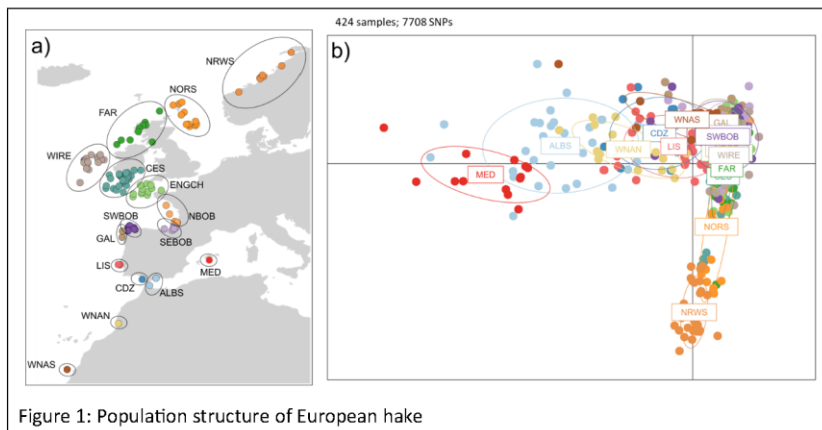 424 samples; 7708 SNPs
a)
NRWS
NORS
FAR
WIRE
CES
ENGCH
SWBOB
NBOB
GAL
SEBOB
LIS
MED
CDZ
ALBS
WNAN
WNAS
b)
WNAS
GAL
CDZ
SWBOB
ALBS
WNAN
LIS
WIRE
MED
FAR
NORS
NRWS
Figure 1: Population structure of European hake